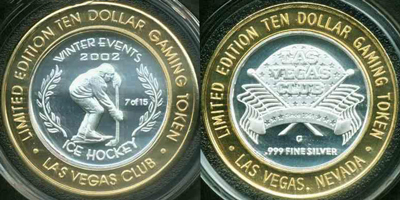 LIMITED EDITION TEN DOLLAR GAMING TOKEN
WINTER EVENTS
2002
7 of 15
ICE HOCKEY
• LAS VEGAS CLUB •
LIMITED EDITION TEN DOLLAR GAMING TOKEN
LAS
VEGAS
CLUB
G
.999 FINE SILVER
• LAS VEGAS, NEVADA •